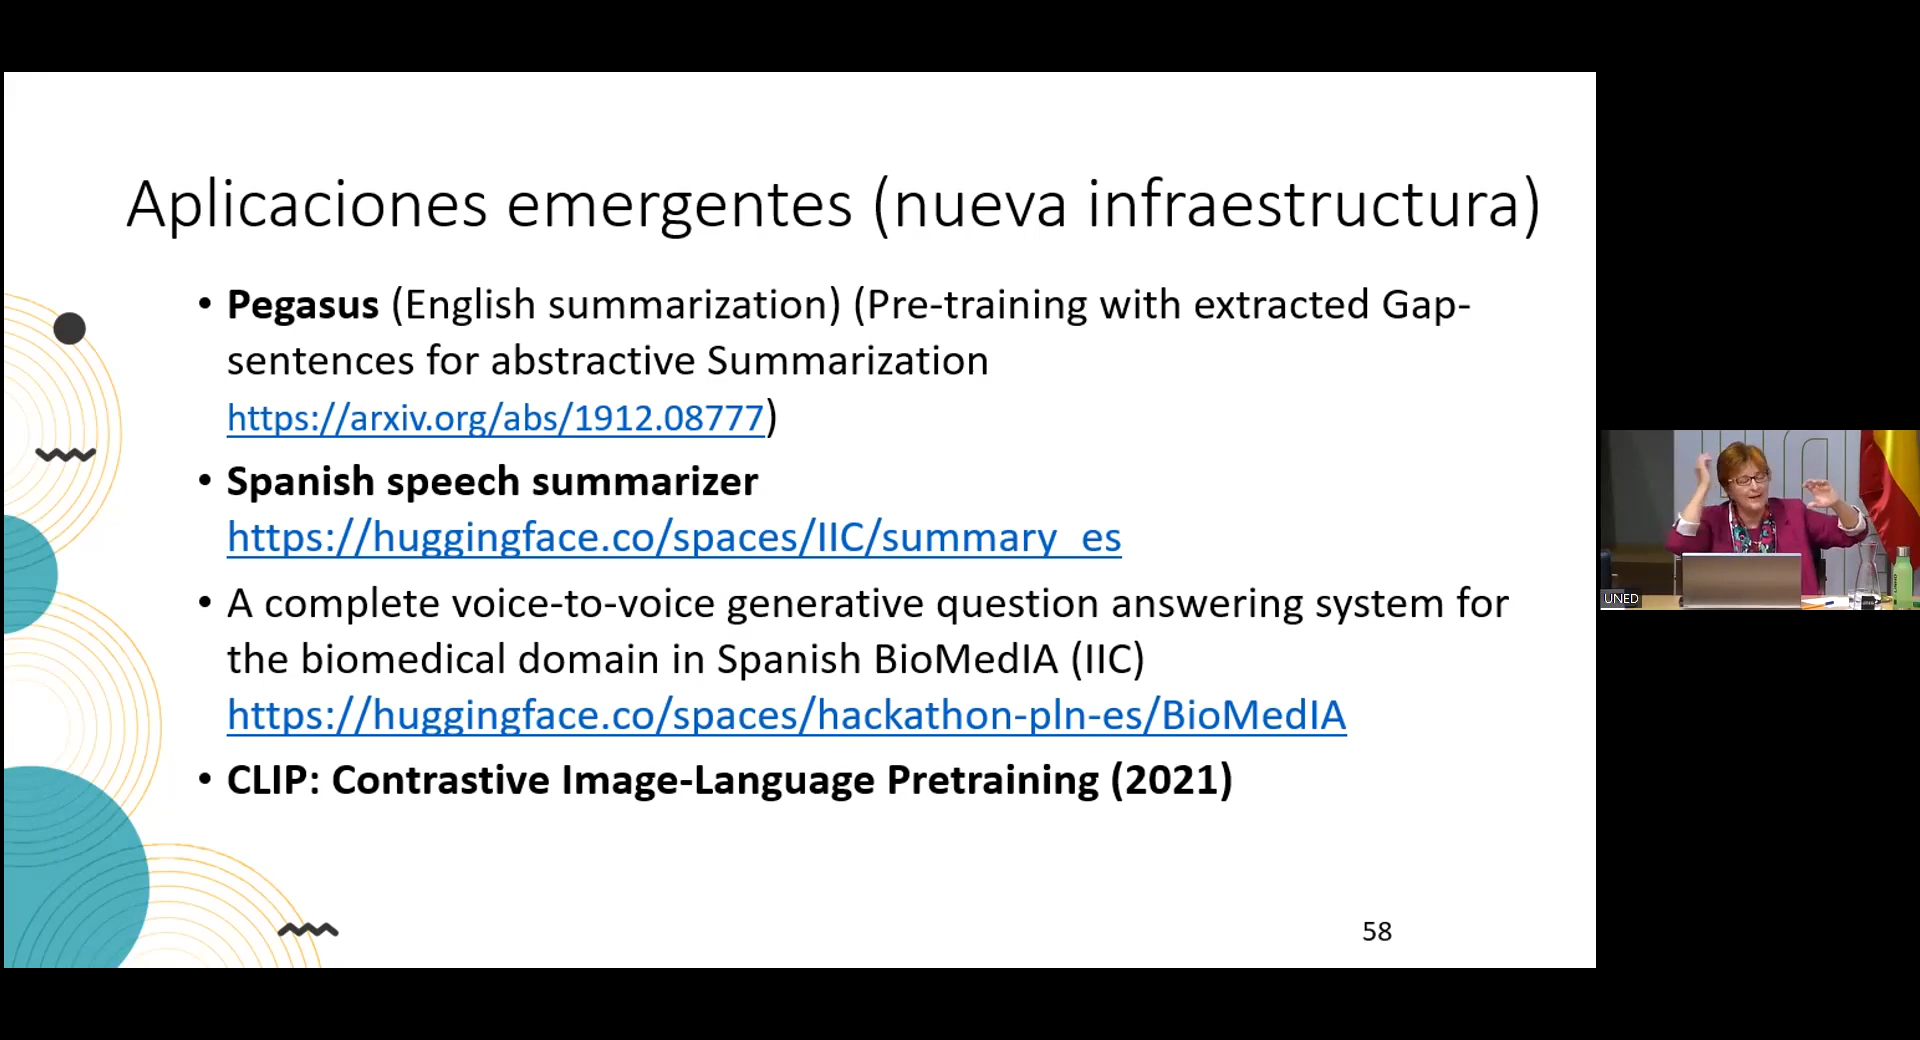 Aplicaciones emergentes (nueva infraestructura)
• Pegasus (English summarization) (Pre-training with extracted Gap-
sentences for abstractive Summarization
https://arxiv.org/abs/1912.08777)
• Spanish speech summarizer
https://huggingface.co/spaces/IIC/summary_es
• A complete voice-to-voice generative question answering system for
the biomedical domain in Spanish BioMedIA (IIC)
https://huggingface.co/spaces/hackathon-pln-es/BioMedIA
• CLIP: Contrastive Image-Language Pretraining (2021)
58
UNED